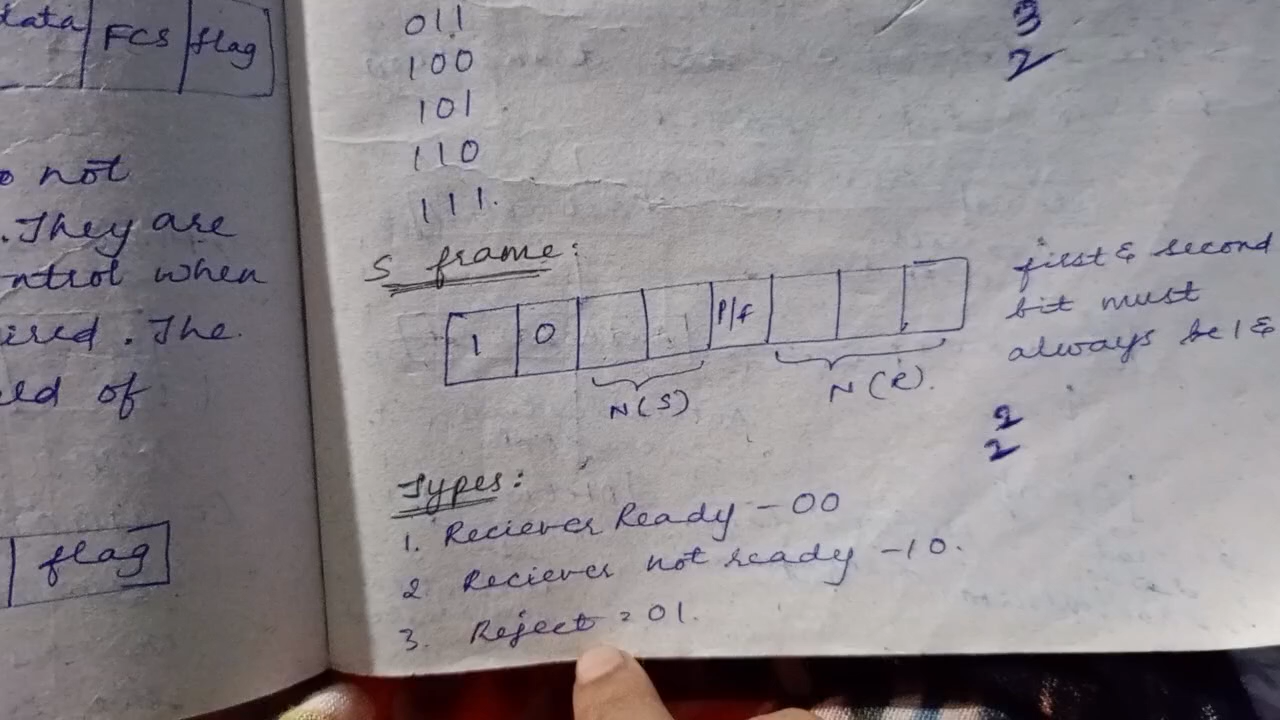 data FCS flag
not
. They are
ntrol when
ired. The
eld of
flag
011
100
101
110
111.
3
2
S frame:
1 0 P/f
N(S) N(R).
first & second
bit must
always be 1 &
2
2
Types:
1. Reciever Ready - 00
2 Reciever not ready - 10.
3. Reject = 01.